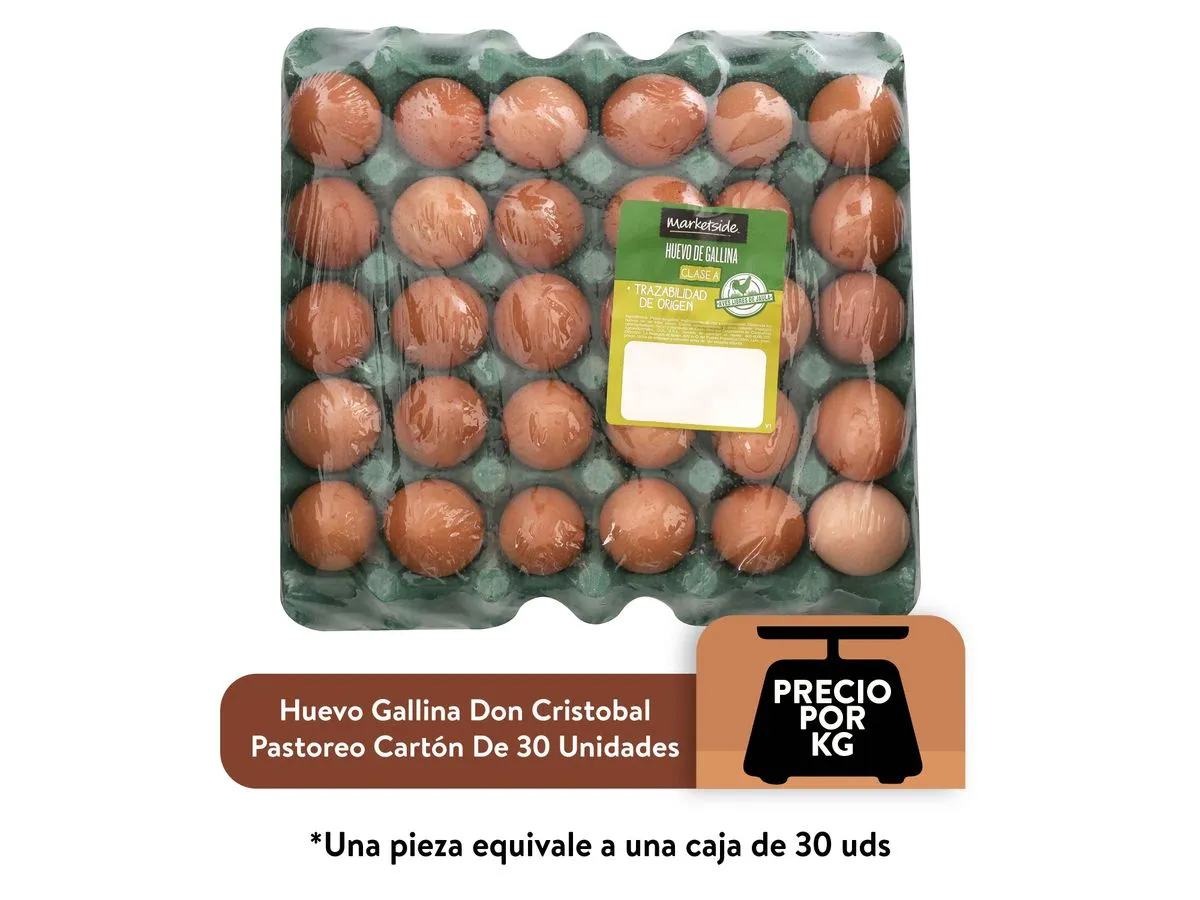 marketside.
HUEVO DE GALLINA
CLASE A
• TRAZABILIDAD
DE ORIGEN
AVES LIBRES DE JAULA
V1
Huevo Gallina Don Cristobal
Pastoreo Cartón De 30 Unidades
PRECIO
POR
KG
*Una pieza equivale a una caja de 30 uds